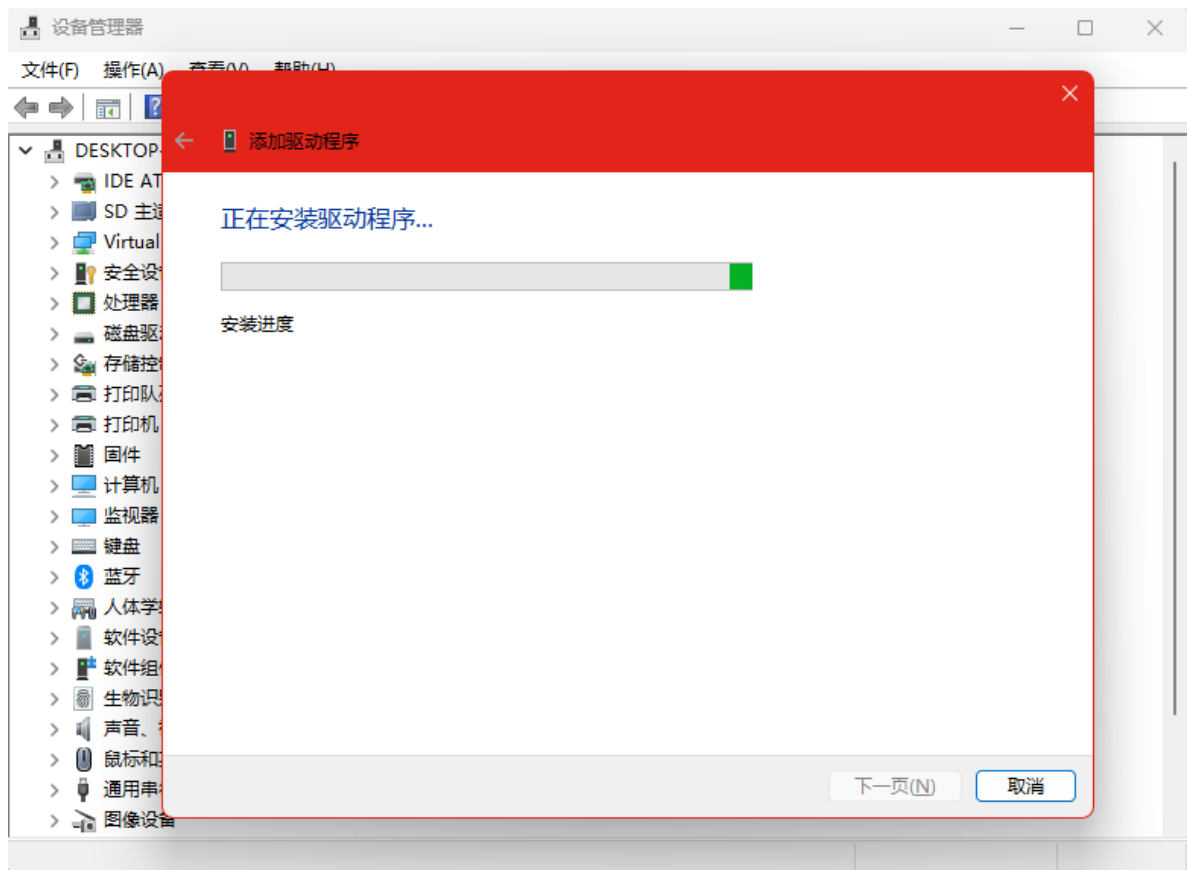 设备管理器
文件(F) 操作(A) 查看(V) 帮助(H)
添加驱动程序
DESKTOP-
IDE AT
SD 主
Virtual
安全设
处理器
磁盘驱
存储控
打印队
打印机
固件
计算机
监视器
键盘
蓝牙
人体学
软件设
软件组
生物识
声音、
鼠标和
通用串
图像设备
正在安装驱动程序...
安装进度
下一页(N) 取消